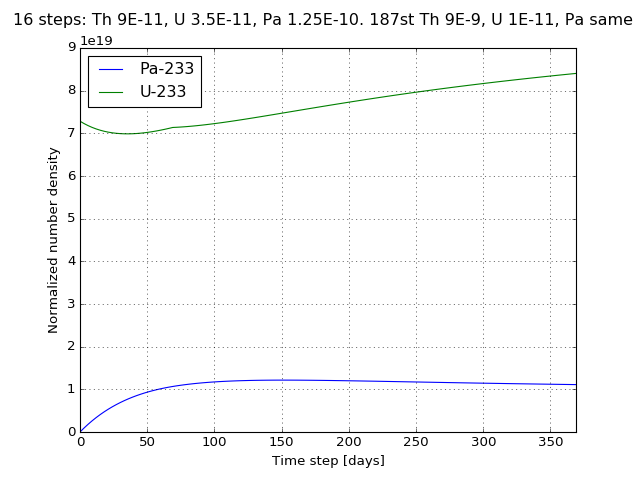 16 steps: Th 9E-11, U 3.5E-11, Pa 1.25E-10. 187st Th 9E-9, U 1E-11, Pa same
1e19
Pa-233
U-233
9
8
7
6
5
4
3
2
1
0
Normalized number density
0 50 100 150 200 250 300 350
Time step [days]